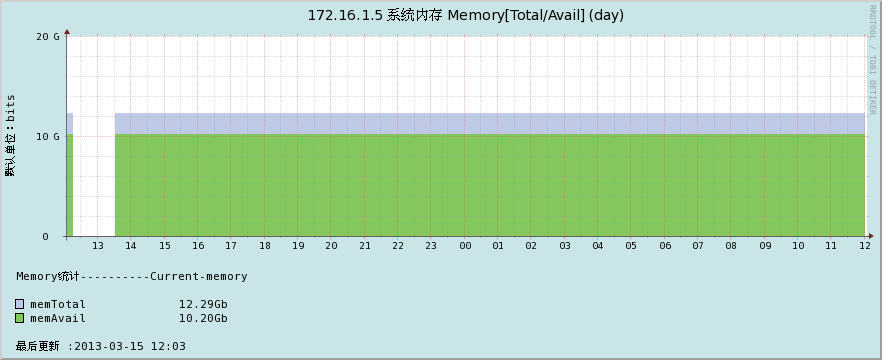 172.16.1.5 系统内存 Memory[Total/Avail] (day)
RRDTOOL / TOBI OETIKER
默认单位：bits
20 G
10 G
0
13 14 15 16 17 18 19 20 21 22 23 00 01 02 03 04 05 06 07 08 09 10 11 12
Memory统计----------Current-memory
memTotal 12.29Gb
memAvail 10.20Gb
最后更新 :2013-03-15 12:03